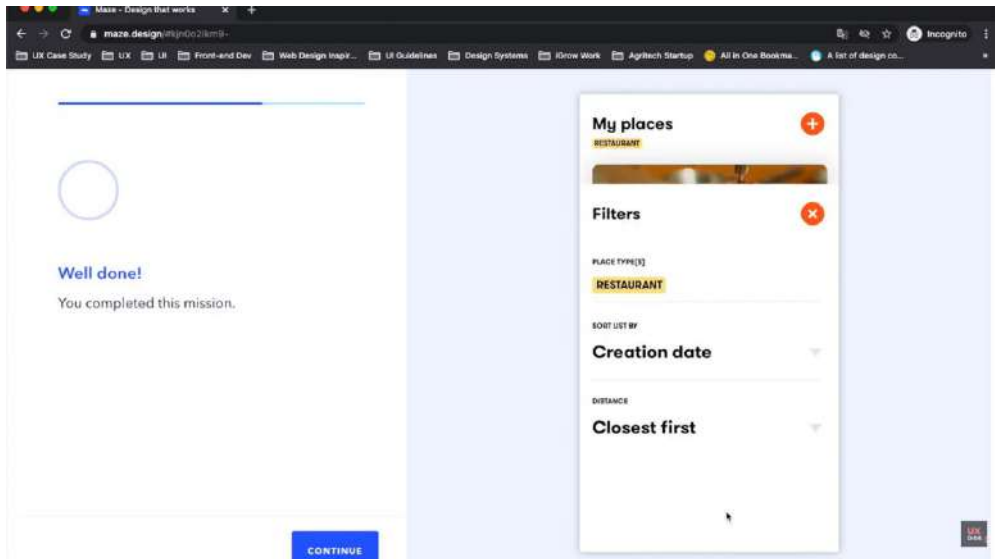 Maze - Design that works
maze.design
Incognito
UX Case Study
UX
UI
Front-end Dev
Web Design Inspir...
UI Guidelines
Design Systems
iGrow Work
Agritech Startup
All in One Bookma...
A list of design co...
Well done!
You completed this mission.
CONTINUE
My places
RESTAURANT
Filters
PLACE TYPE(S)
RESTAURANT
SORT LIST BY
Creation date
DISTANCE
Closest first
UX